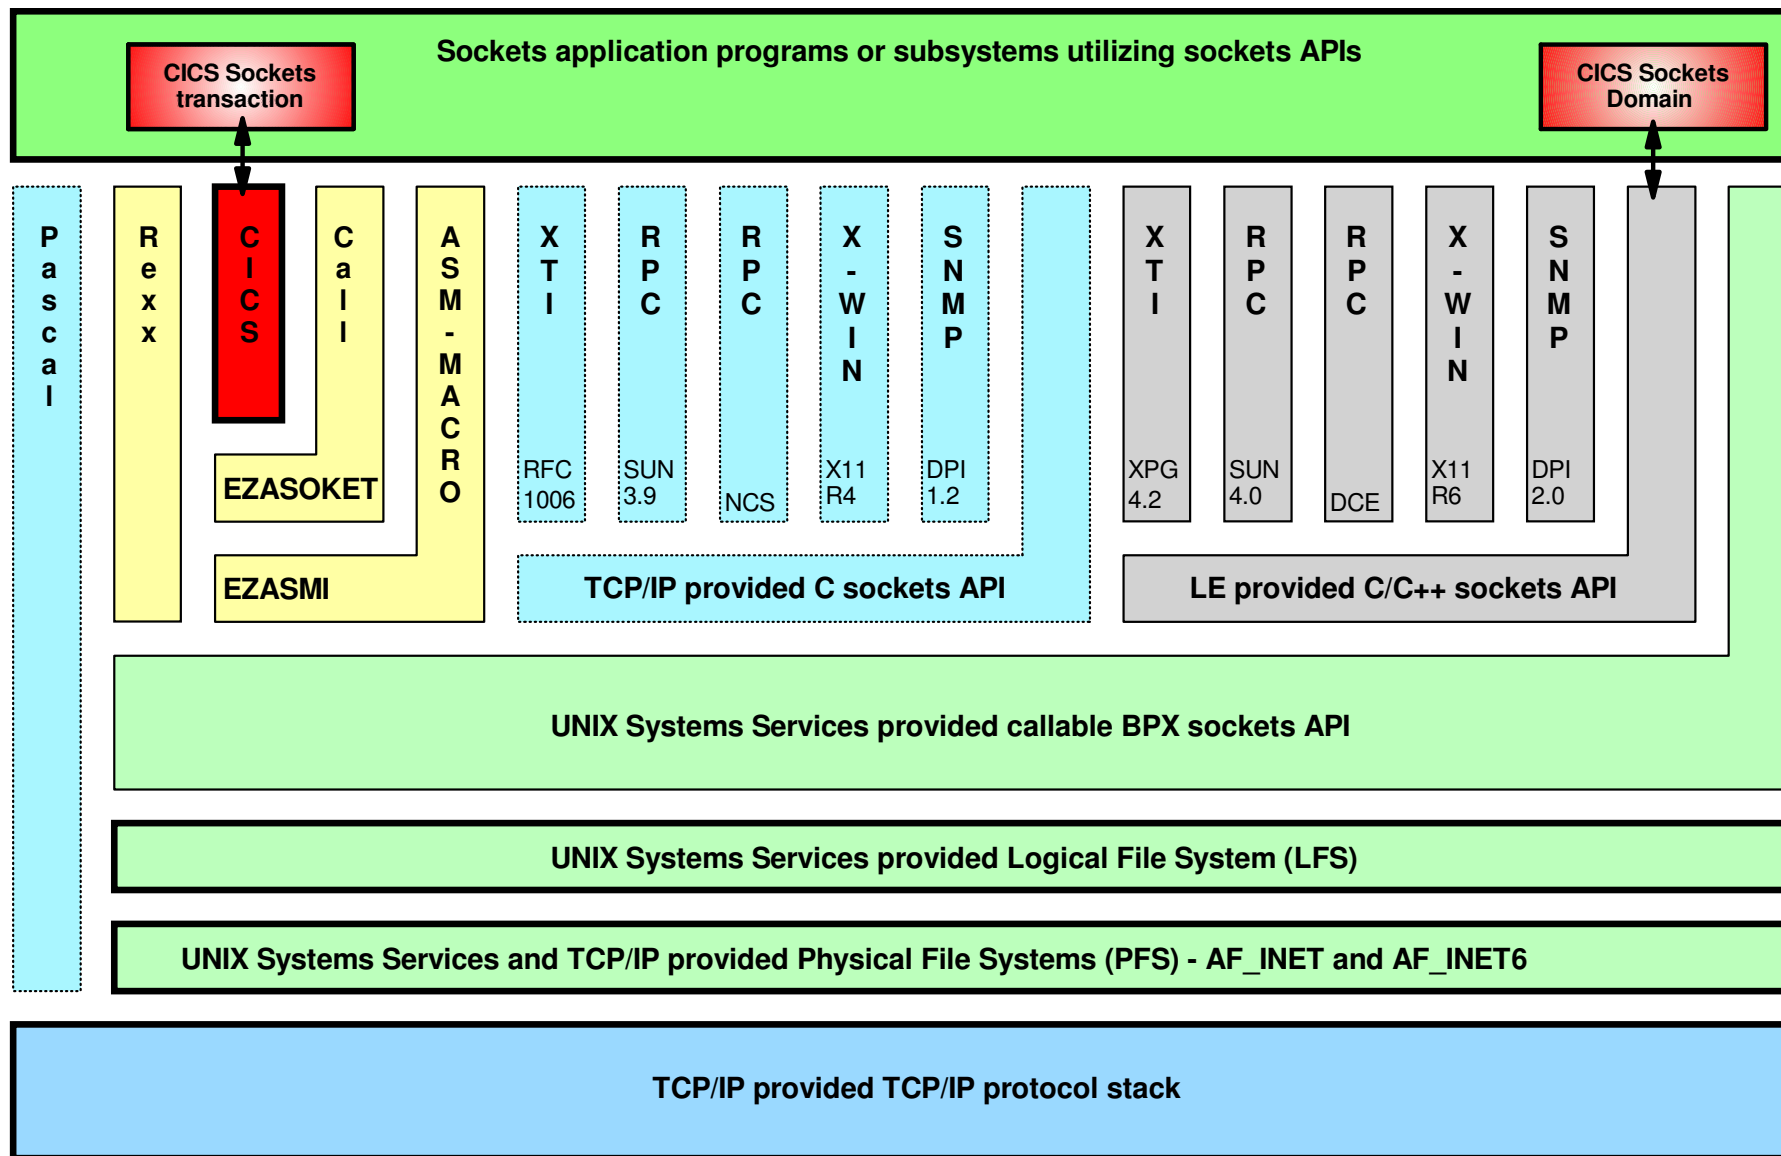 Sockets application programs or subsystems utilizing sockets APIs
CICS Sockets
transaction
CICS Sockets
Domain
Pascal
Rexx
CICS
Call
EZASOKET
ASM-MACRO
EZASMI
XTI
RFC
1006
RPC
SUN
3.9
RPC
NCS
X-WIN
X11
R4
SNMP
DPI
1.2
TCP/IP provided C sockets API
XTI
XPG
4.2
RPC
SUN
4.0
RPC
DCE
X-WIN
X11
R6
SNMP
DPI
2.0
LE provided C/C++ sockets API
UNIX Systems Services provided callable BPX sockets API
UNIX Systems Services provided Logical File System (LFS)
UNIX Systems Services and TCP/IP provided Physical File Systems (PFS) - AF_INET and AF_INET6
TCP/IP provided TCP/IP protocol stack